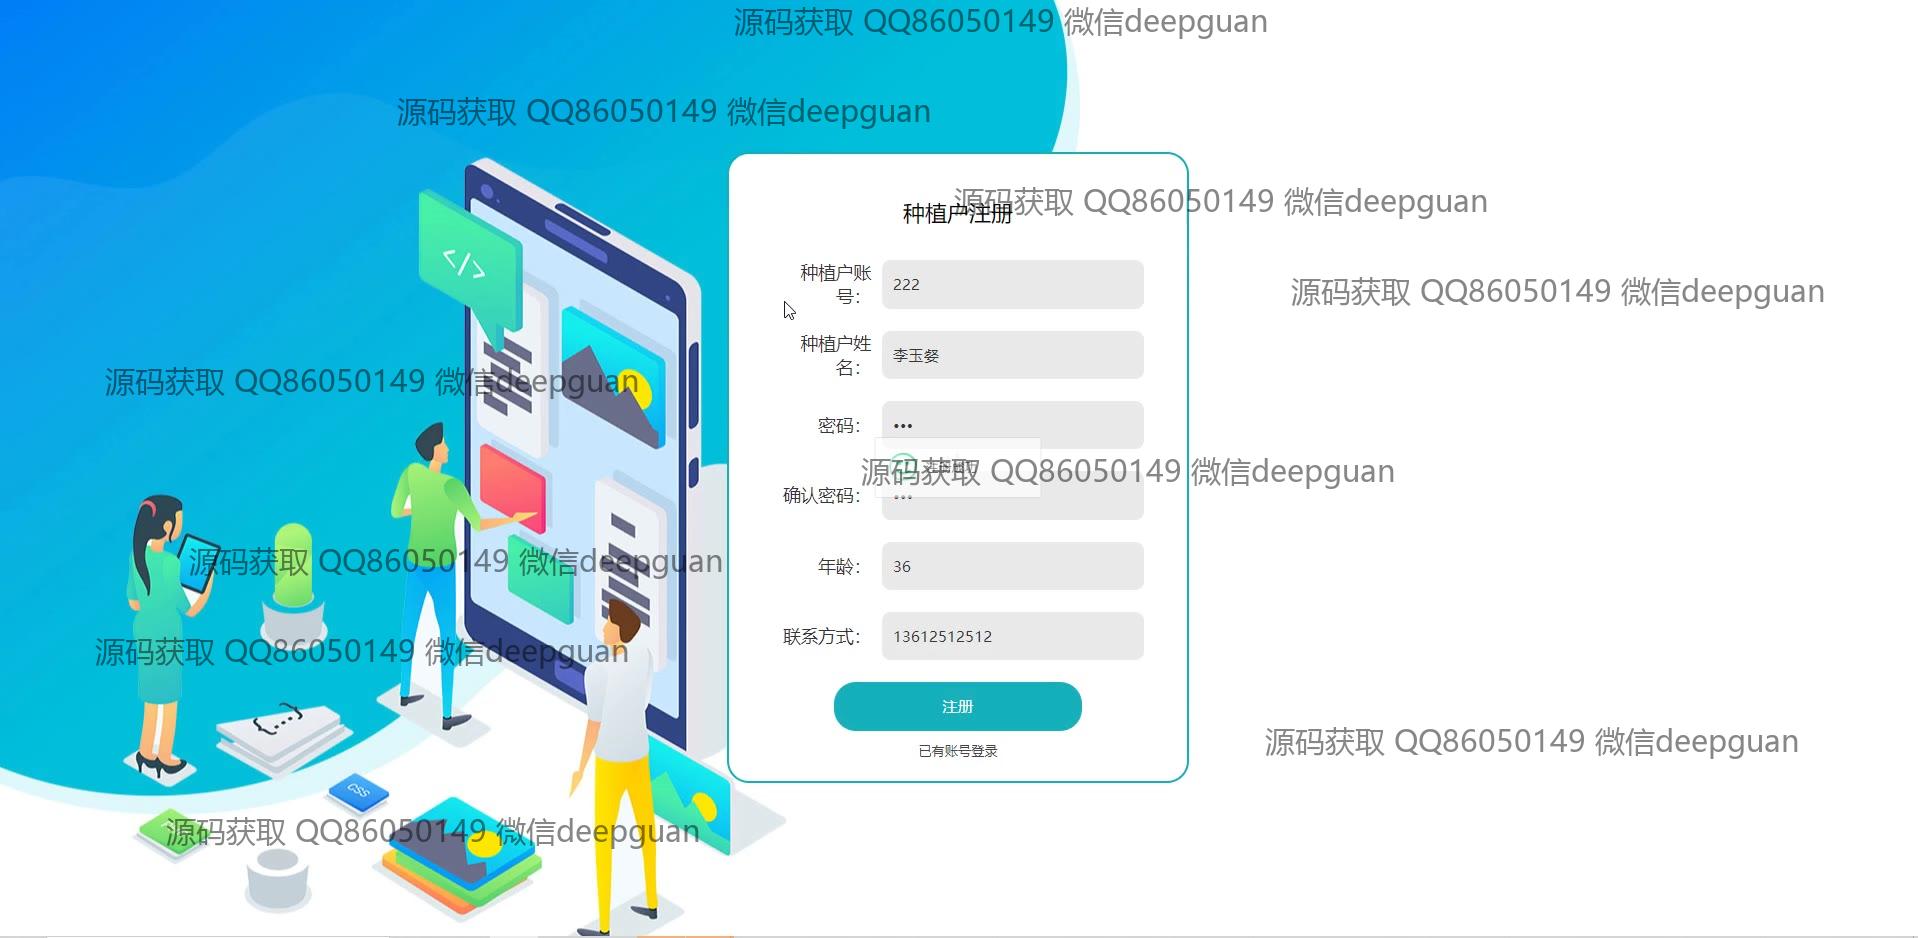 源码获取 QQ86050149 微信deepguan
源码获取 QQ86050149 微信deepguan
源码获取 QQ86050149 微信deepguan
种植户注册
种植户账号：
222
源码获取 QQ86050149 微信deepguan
</>
种植户姓名：
李玉
源码获取 QQ86050149 微信deepguan
密码：
•••
源码获取 QQ86050149 微信deepguan
确认密码：
•••
源码获取 QQ86050149 微信deepguan
年龄：
36
联系方式：
13612512512
源码获取 QQ86050149 微信deepguan
注册
{...}
源码获取 QQ86050149 微信deepguan
已有账号登录
css
源码获取 QQ86050149 微信deepguan